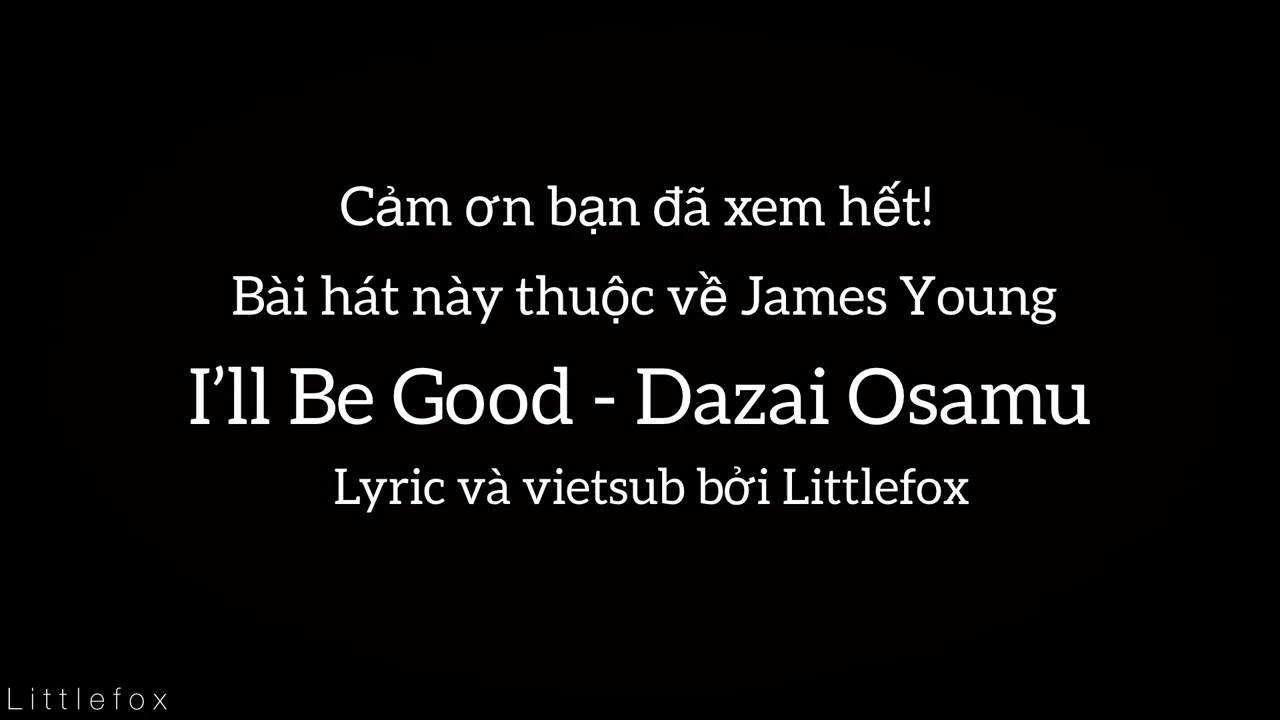 Cảm ơn bạn đã xem hết!
Bài hát này thuộc về James Young
I’ll Be Good - Dazai Osamu
Lyric và vietsub bởi Littlefox
Littlefox